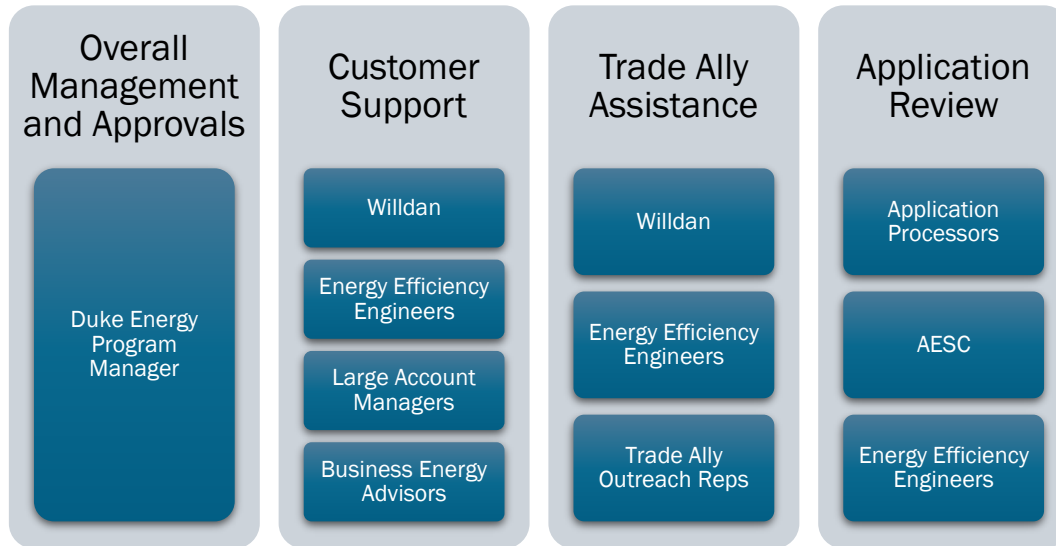 Overall
Management
and Approvals
Duke Energy
Program
Manager
Customer
Support
Willdan
Energy Efficiency
Engineers
Large Account
Managers
Business Energy
Advisors
Trade Ally
Assistance
Willdan
Energy Efficiency
Engineers
Trade Ally
Outreach Reps
Application
Review
Application
Processors
AESC
Energy Efficiency
Engineers